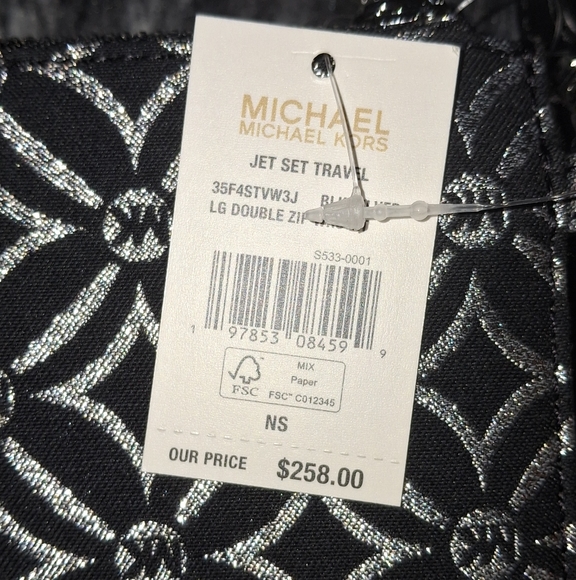 MICHAEL
MICHAEL KORS
JET SET TRAVEL
35F4STVW3J
LG DOUBLE ZIP
S533-0001
1 97853 08459 9
FSC
MIX
Paper
FSC™ C012345
NS
OUR PRICE $258.00